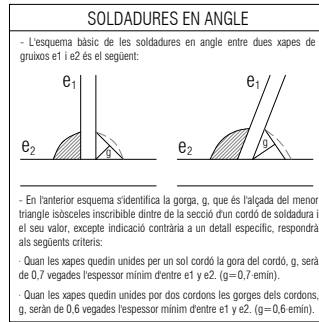 SOLDADURES EN ANGLE
- L'esquema bàsic de les soldadures en angle entre dues xapes de
gruixos e1 i e2 és el següent:
e1
e1
e2
g
e2
g
- En l'anterior esquema s'identifica la gorga, g, que és l'alçada del menor
triangle isòsceles inscribible dintre de la secció d'un cordó de soldadura i
el seu valor, excepte indicació contrària a un detall específic, respondrà
als següents criteris:
· Quan les xapes quedin unides per un sol cordó la gora del cordó, g, serà
de 0,7 vegades l'espessor mínim d'entre e1 y e2. (g=0,7·emín).
· Quan les xapes quedin unides por dos cordons les gorges dels cordons,
g, seràn de 0,6 vegades l'espessor mínim d'entre e1 y e2. (g=0,6·emín).